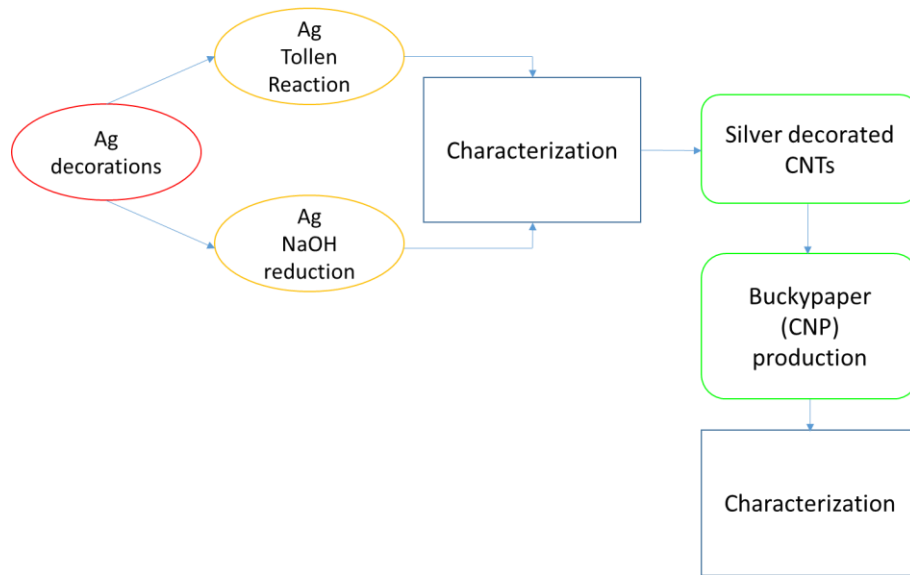 Ag
Tollen
Reaction
Ag
decorations
Characterization
Silver decorated
CNTs
Ag
NaOH
reduction
Buckypaper
(CNP)
production
Characterization